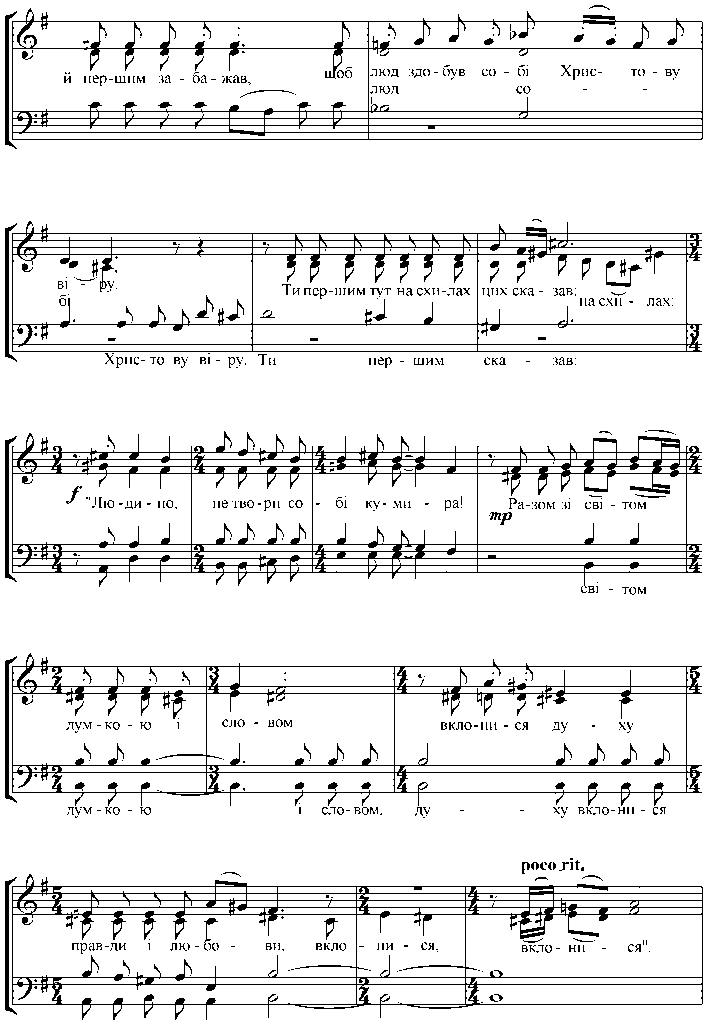 й пер-шим за- ба-жав, щоб люд здо-був со-бі Хрис- то-ву
люд со- - -
ві- ру. Ти пер-шим тут на схи-лах цих ска- зав: на схи- лах:
бі
Хрис-то-ву ві-ру. Ти пер- шим ска- зав:
f "Лю-ди-но, не тво-ри со- бі ку-ми- ра! mp Ра-зом зі сві-том
сві-том
дум-ко-ю і сло-вом вкло-ни-ся ду- ху
дум-ко-ю і сло-вом, ду- - ху вкло-ни-ся
poco rit.
прав-ди і лю-бо- ви, вкло- ни-ся, вкло-ни- ся".